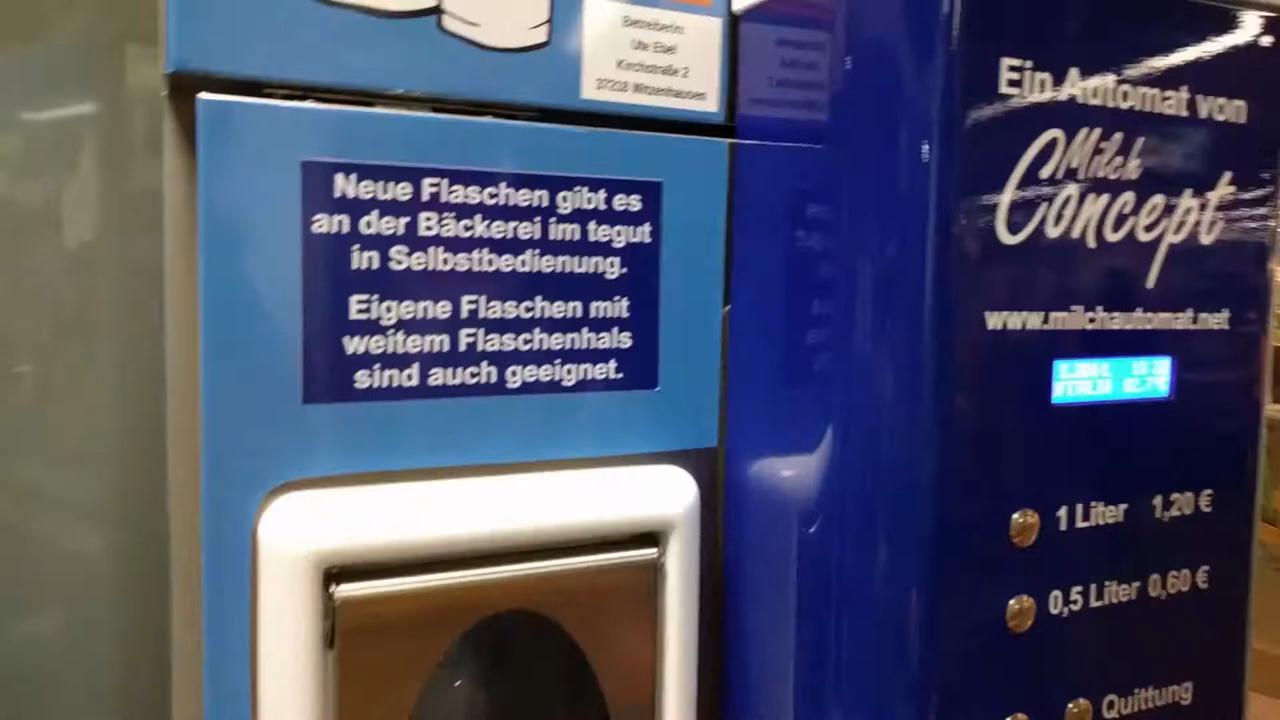 Betreiberin:
Kirchstraße 2
Witzenhausen
Neue Flaschen gibt es
an der Bäckerei im tegut
in Selbstbedienung.
Eigene Flaschen mit
weitem Flaschenhals
sind auch geeignet.
Ein Automat von
Milch
Concept
www.milchautomat.net
1 Liter 1,20 €
0,5 Liter 0,60 €
Quittung